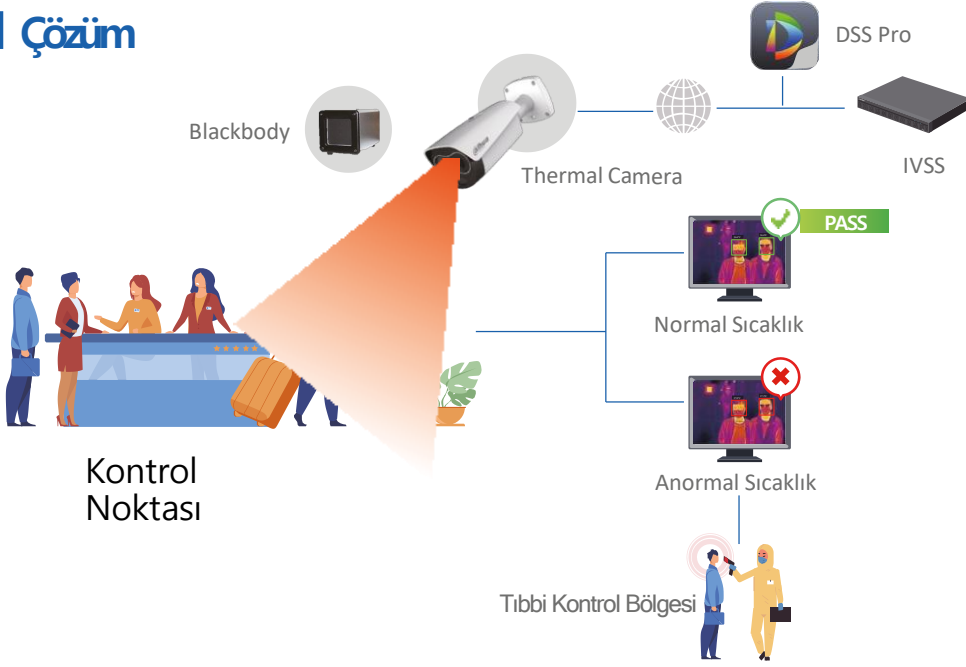 Çözüm
DSS Pro
Blackbody
Thermal Camera
IVSS
PASS
Normal Sıcaklık
Anormal Sıcaklık
Kontrol
Noktası
Tıbbi Kontrol Bölgesi